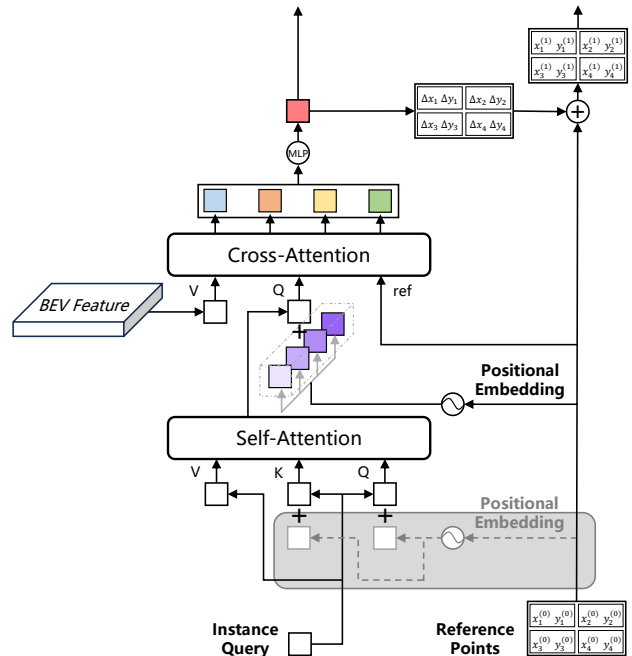 x₁⁽¹⁾ y₁⁽¹⁾ x₂⁽¹⁾ y₂⁽¹⁾
x₃⁽¹⁾ y₃⁽¹⁾ x₄⁽¹⁾ y₄⁽¹⁾
Δx₁ Δy₁ Δx₂ Δy₂
Δx₃ Δy₃ Δx₄ Δy₄
+
MLP
Cross-Attention
V
Q
ref
BEV Feature
+
Positional
Embedding
Self-Attention
V
K
Q
+ +
Positional
Embedding
Instance
Query
Reference
Points
x₁⁽⁰⁾ y₁⁽⁰⁾ x₂⁽⁰⁾ y₂⁽⁰⁾
x₃⁽⁰⁾ y₃⁽⁰⁾ x₄⁽⁰⁾ y₄⁽⁰⁾